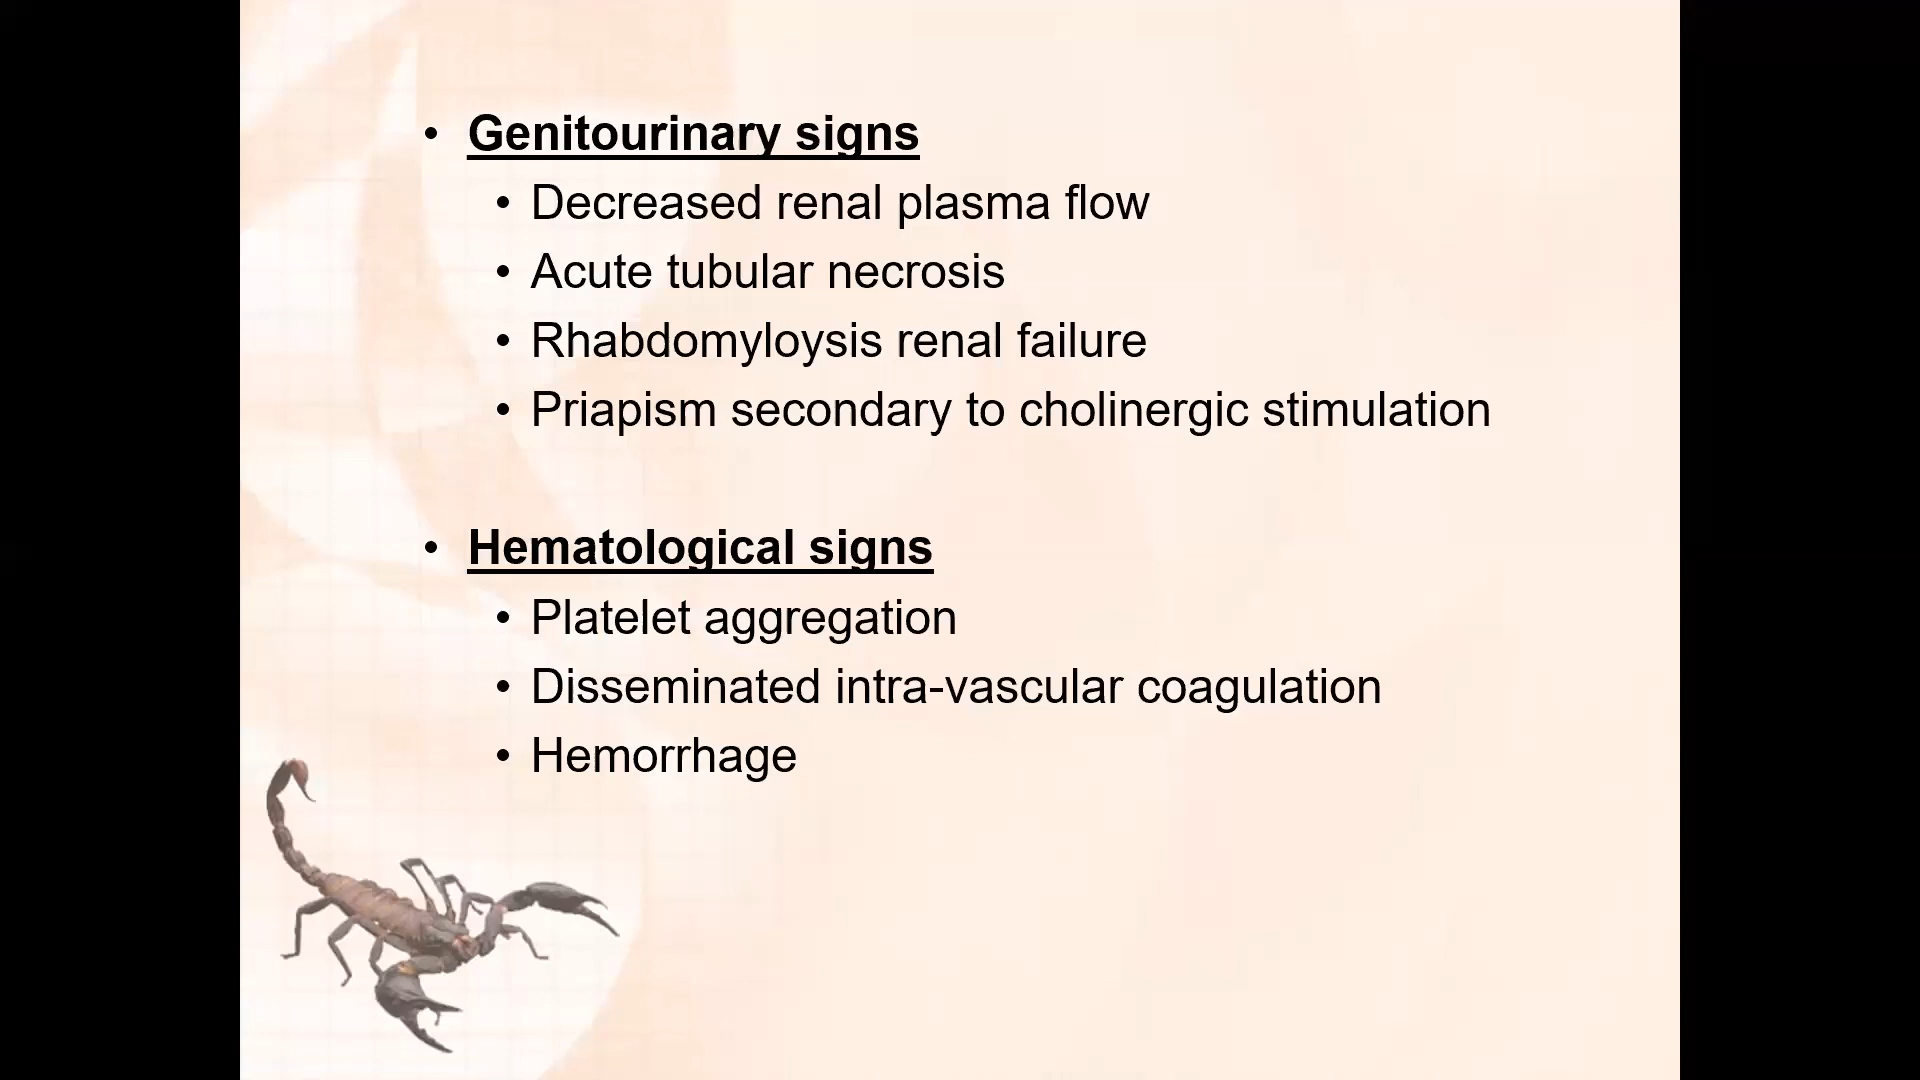 • Genitourinary signs
• Decreased renal plasma flow
• Acute tubular necrosis
• Rhabdomyloysis renal failure
• Priapism secondary to cholinergic stimulation
• Hematological signs
• Platelet aggregation
• Disseminated intra-vascular coagulation
• Hemorrhage